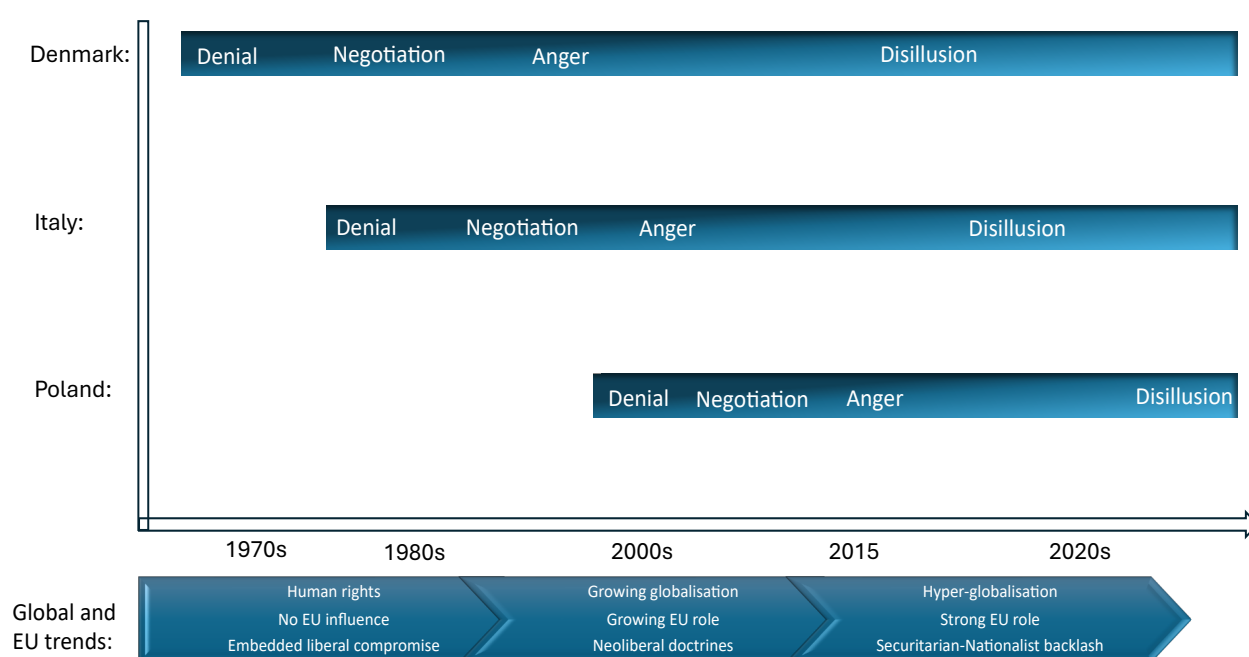 Denmark:
Denial Negotiation Anger Disillusion
Italy:
Denial Negotiation Anger Disillusion
Poland:
Denial Negotiation Anger Disillusion
1970s 1980s 2000s 2015 2020s
Global and
EU trends:
Human rights
No EU influence
Embedded liberal compromise
Growing globalisation
Growing EU role
Neoliberal doctrines
Hyper-globalisation
Strong EU role
Securitarian-Nationalist backlash